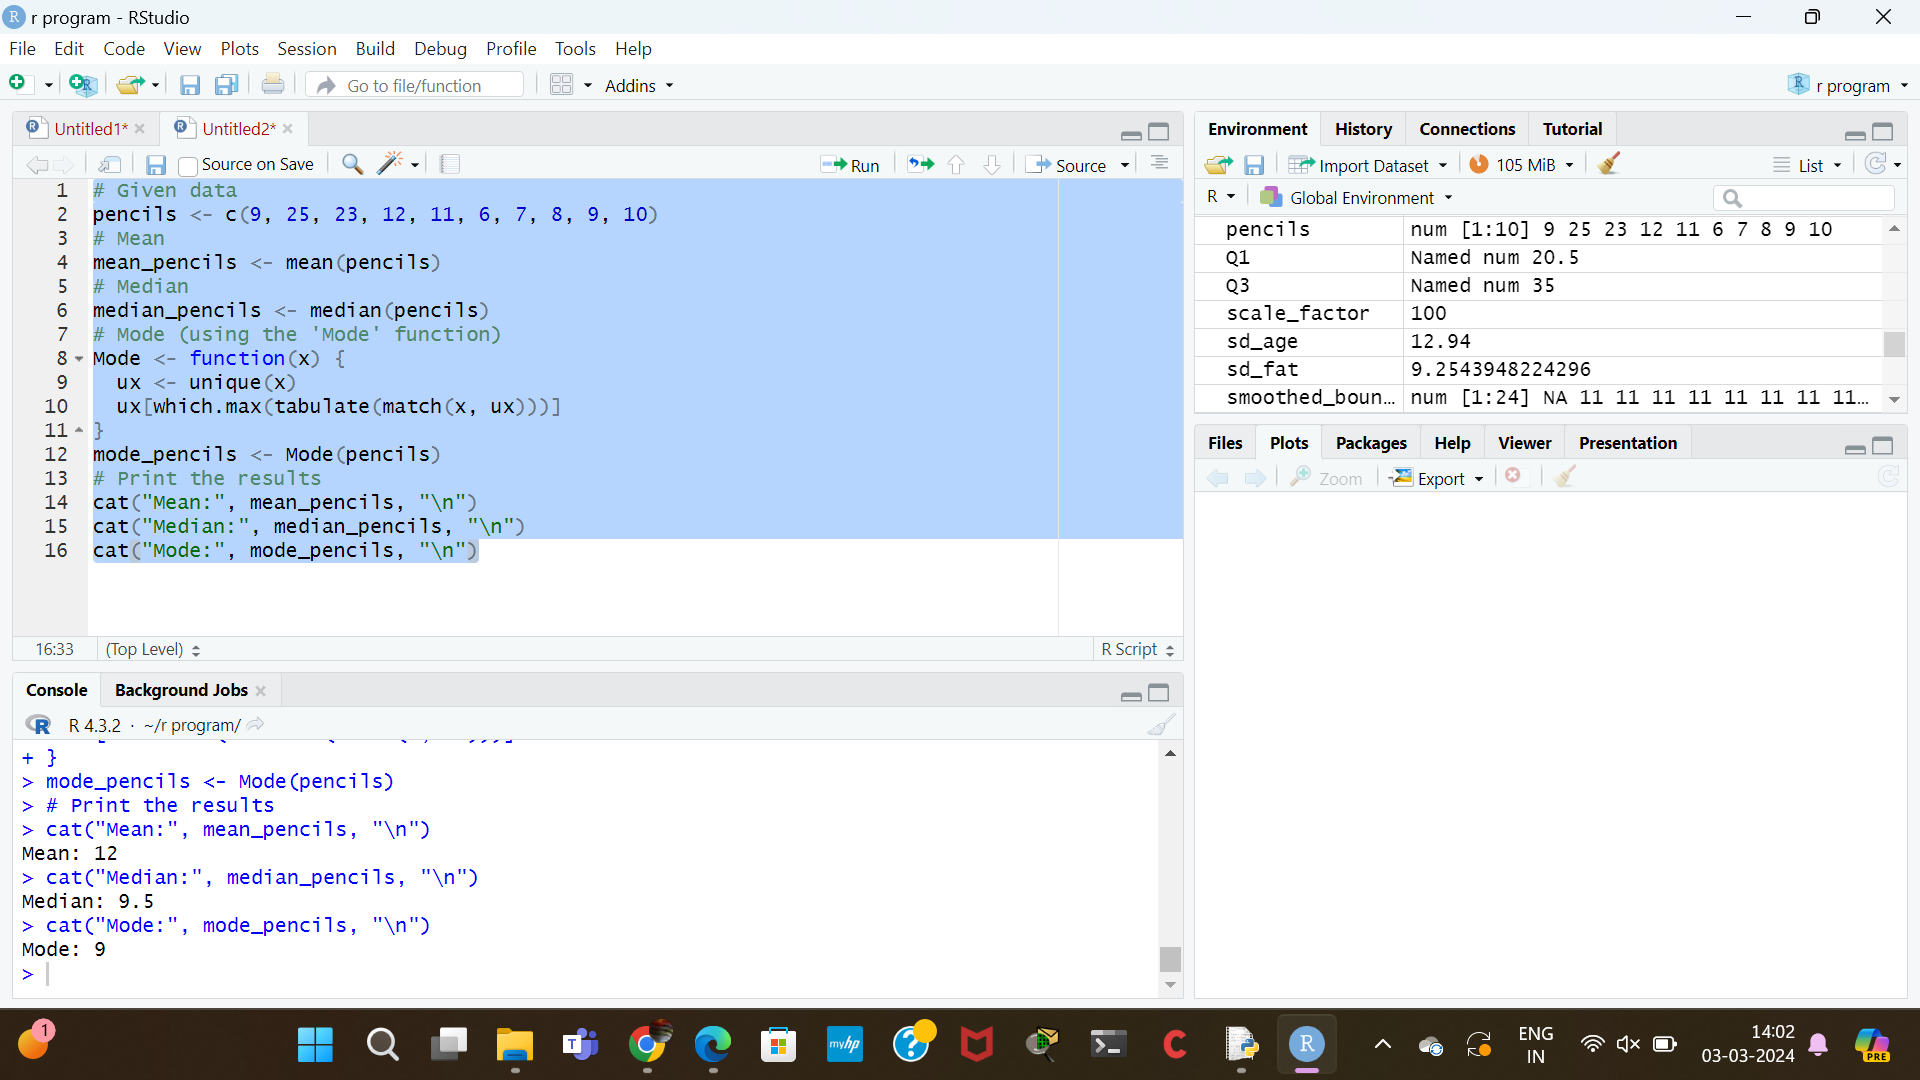 r program - RStudio
File Edit Code View Plots Session Build Debug Profile Tools Help
Go to file/function Addins r program
Untitled1* Untitled2*
Source on Save Run Source
1 # Given data
2 pencils <- c(9, 25, 23, 12, 11, 6, 7, 8, 9, 10)
3 # Mean
4 mean_pencils <- mean(pencils)
5 # Median
6 median_pencils <- median(pencils)
7 # Mode (using the 'Mode' function)
8 Mode <- function(x) {
9 ux <- unique(x)
10 ux[which.max(tabulate(match(x, ux)))]
11 }
12 mode_pencils <- Mode(pencils)
13 # Print the results
14 cat("Mean:", mean_pencils, "\n")
15 cat("Median:", median_pencils, "\n")
16 cat("Mode:", mode_pencils, "\n")
16:33 (Top Level) R Script
Console Background Jobs
R 4.3.2 · ~/r program/
+ }
> mode_pencils <- Mode(pencils)
> # Print the results
> cat("Mean:", mean_pencils, "\n")
Mean: 12
> cat("Median:", median_pencils, "\n")
Median: 9.5
> cat("Mode:", mode_pencils, "\n")
Mode: 9
>
Environment History Connections Tutorial
Import Dataset 105 MiB List
R Global Environment
pencils num [1:10] 9 25 23 12 11 6 7 8 9 10
Q1 Named num 20.5
Q3 Named num 35
scale_factor 100
sd_age 12.94
sd_fat 9.2543948224296
smoothed_boun… num [1:24] NA 11 11 11 11 11 11 11 11…
Files Plots Packages Help Viewer Presentation
Zoom Export
1
myhp
ENG
IN
14:02
03-03-2024
PRE